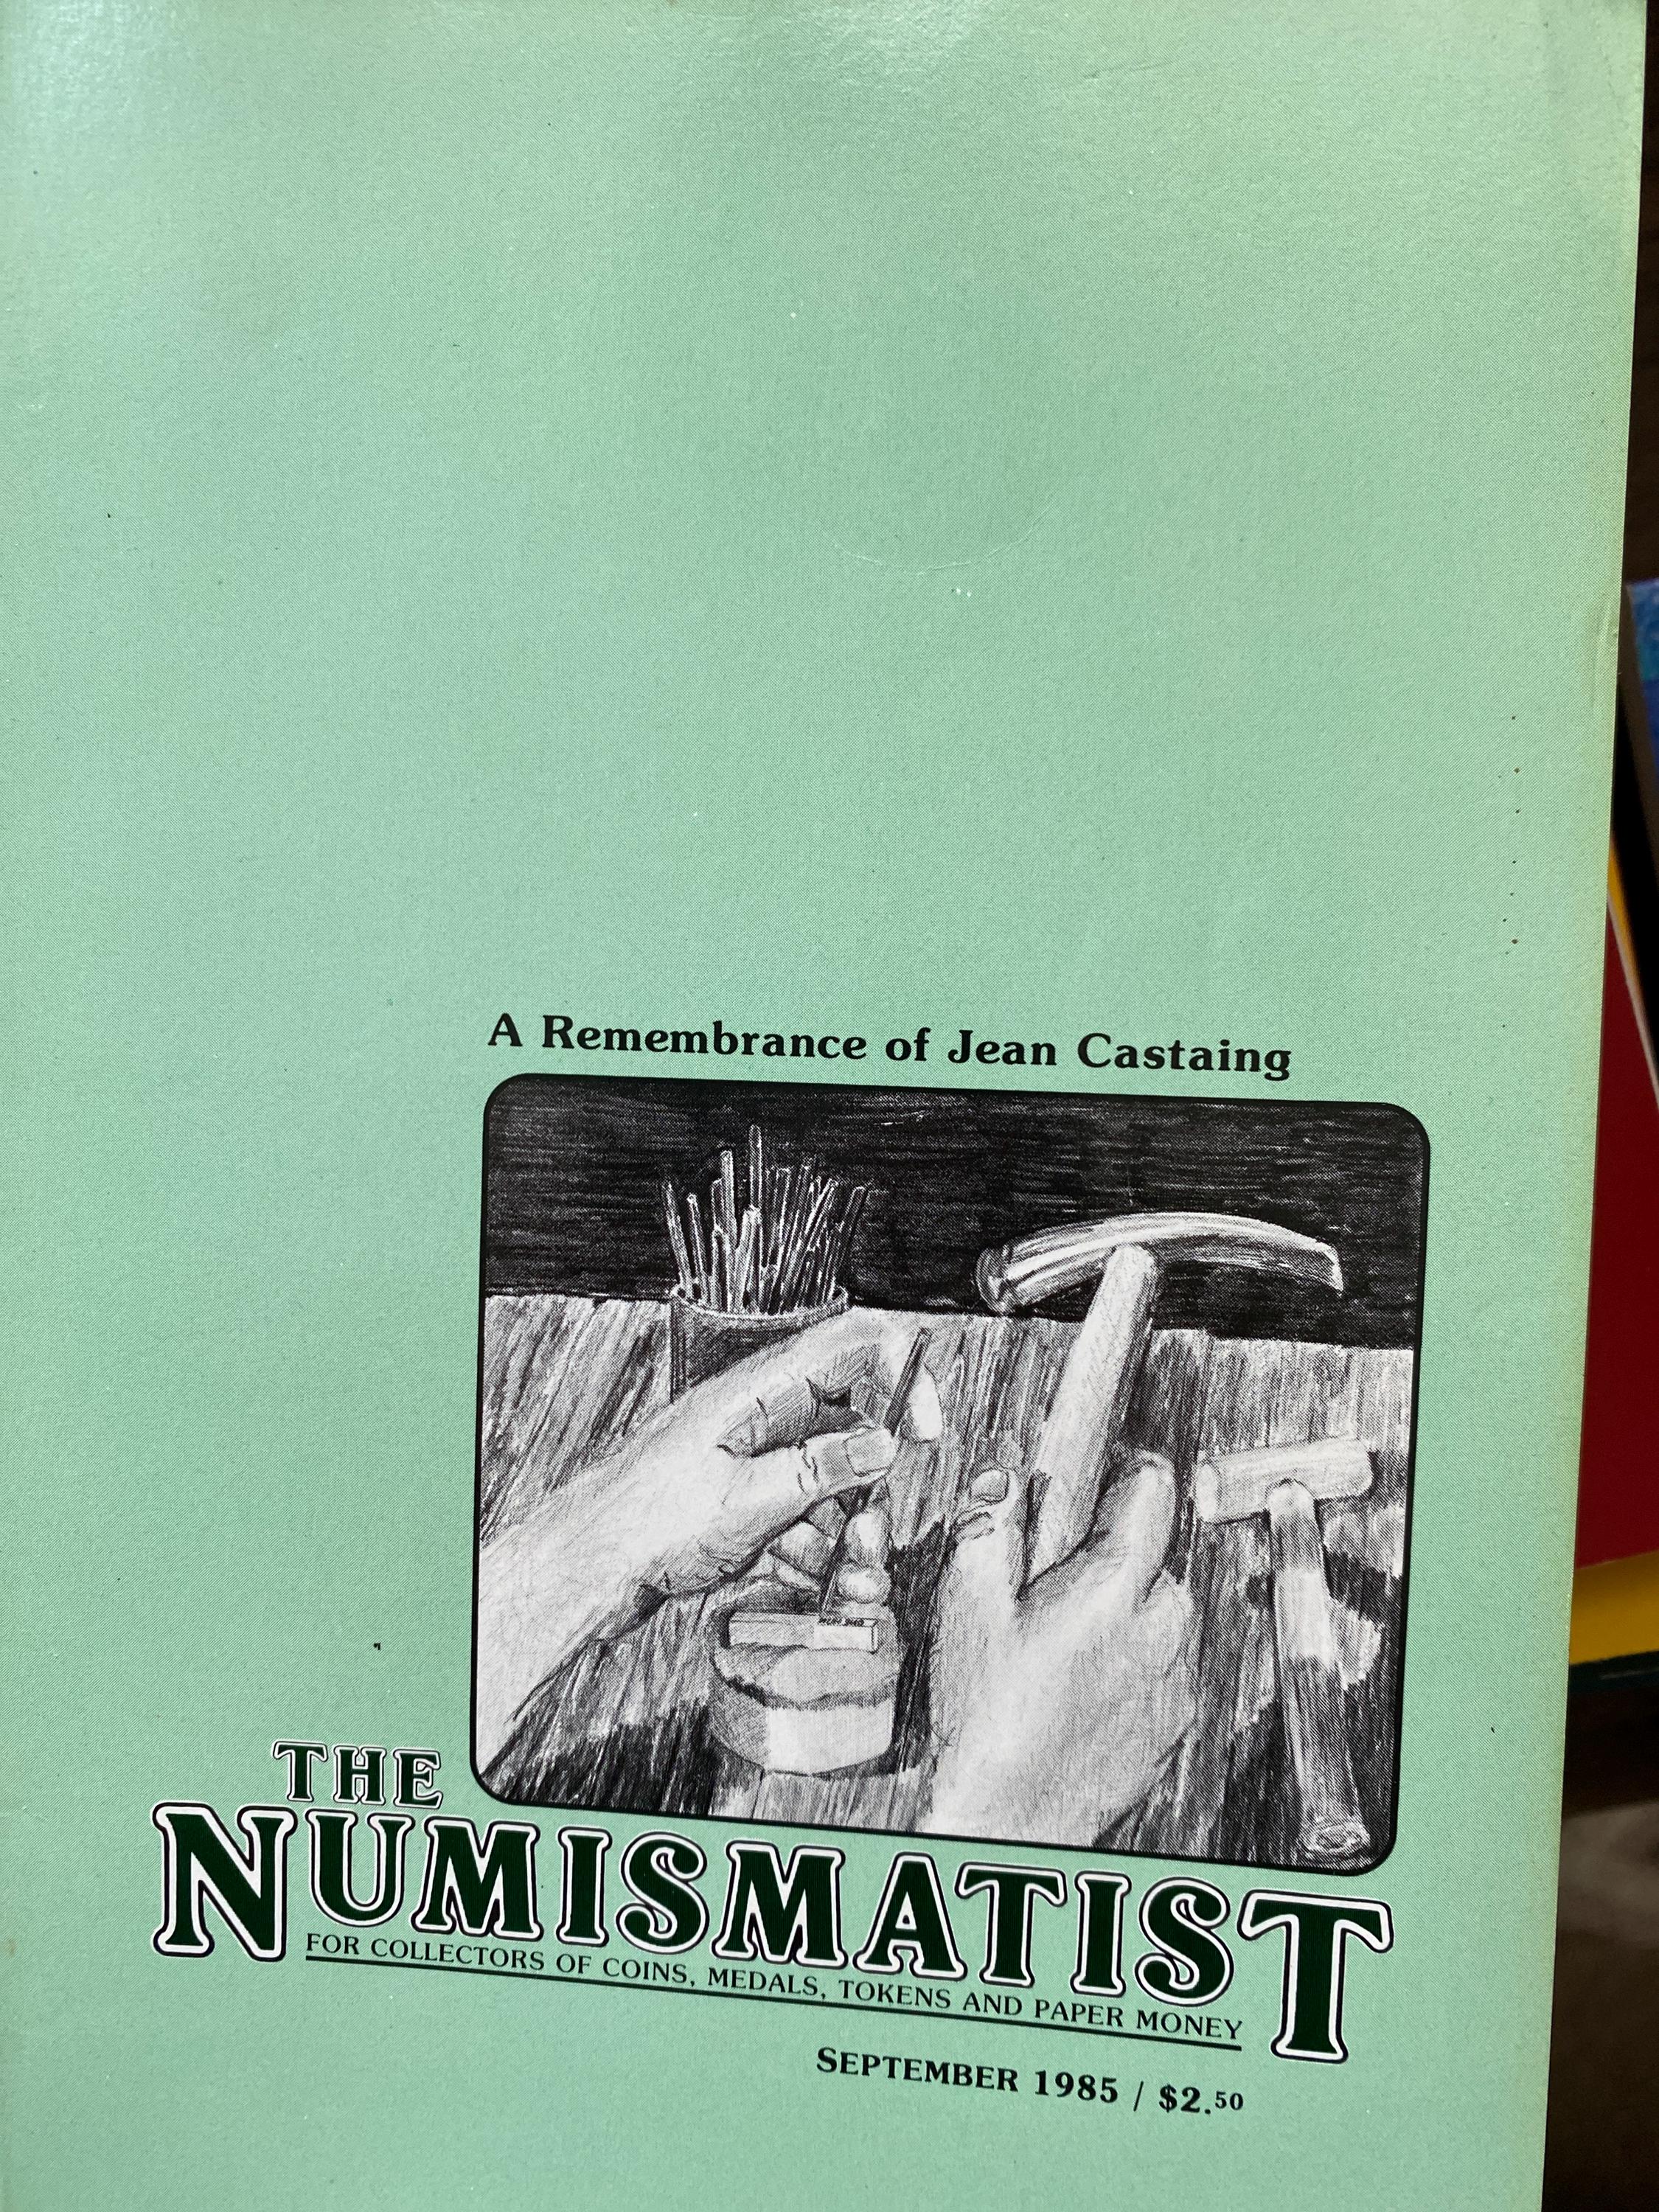 A Remembrance of Jean Castaing
THE
NUMISMATIST
FOR COLLECTORS OF COINS, MEDALS, TOKENS AND PAPER MONEY
SEPTEMBER 1985 / $2.50